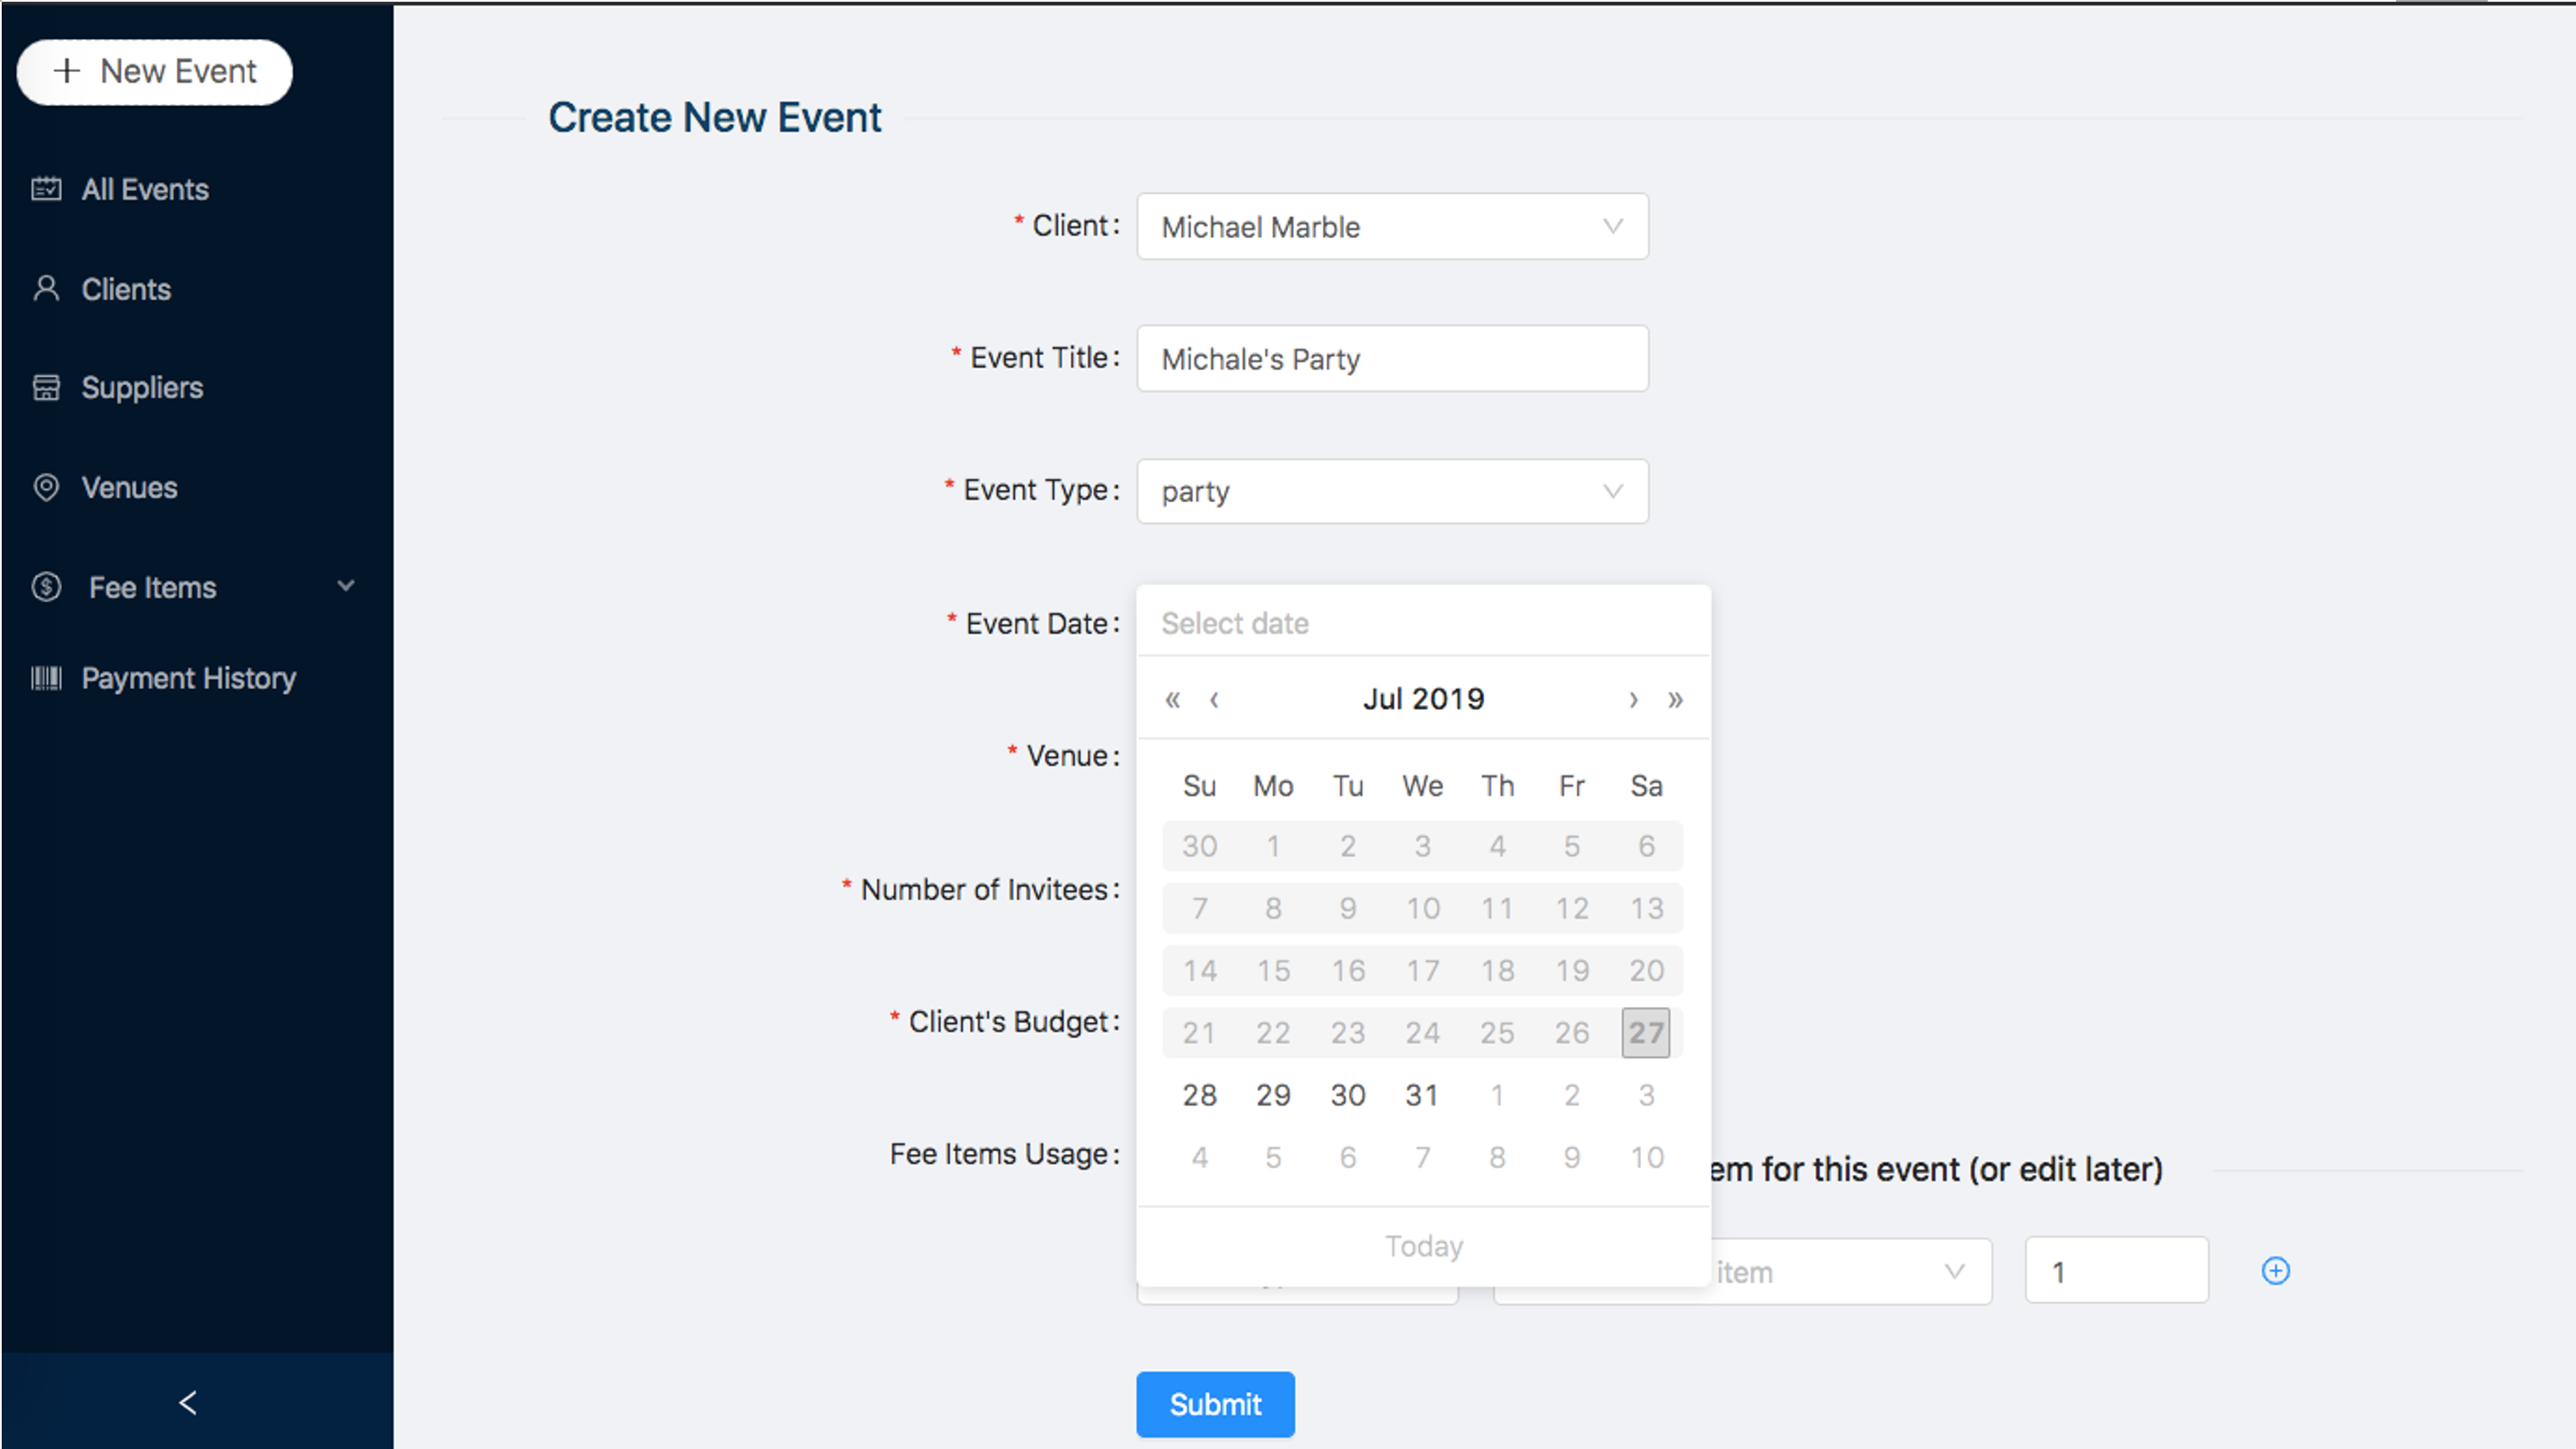 + New Event
All Events
Clients
Suppliers
Venues
Fee Items
Payment History
<
Create New Event
* Client: Michael Marble
* Event Title: Michale's Party
* Event Type: party
* Event Date: Select date
« ‹ Jul 2019 › »
Su Mo Tu We Th Fr Sa
30 1 2 3 4 5 6
7 8 9 10 11 12 13
14 15 16 17 18 19 20
21 22 23 24 25 26 27
28 29 30 31 1 2 3
4 5 6 7 8 9 10
Today
* Venue:
* Number of Invitees:
* Client's Budget:
Fee Items Usage:
em for this event (or edit later)
item 1
Submit